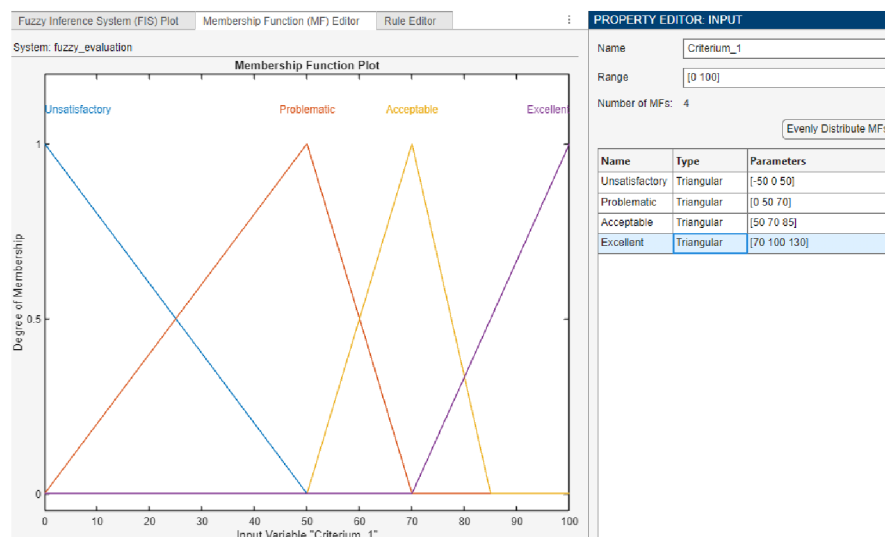 Fuzzy Inference System (FIS) Plot
Membership Function (MF) Editor
Rule Editor
System: fuzzy_evaluation
Membership Function Plot
Unsatisfactory
Problematic
Acceptable
Excellent
1
0.5
0
Degree of Membership
0 10 20 30 40 50 60 70 80 90 100
Input Variable "Criterium_1"
PROPERTY EDITOR: INPUT
Name Criterium_1
Range [0 100]
Number of MFs: 4
Evenly Distribute MFs
Name Type Parameters
Unsatisfactory Triangular [-50 0 50]
Problematic Triangular [0 50 70]
Acceptable Triangular [50 70 85]
Excellent Triangular [70 100 130]